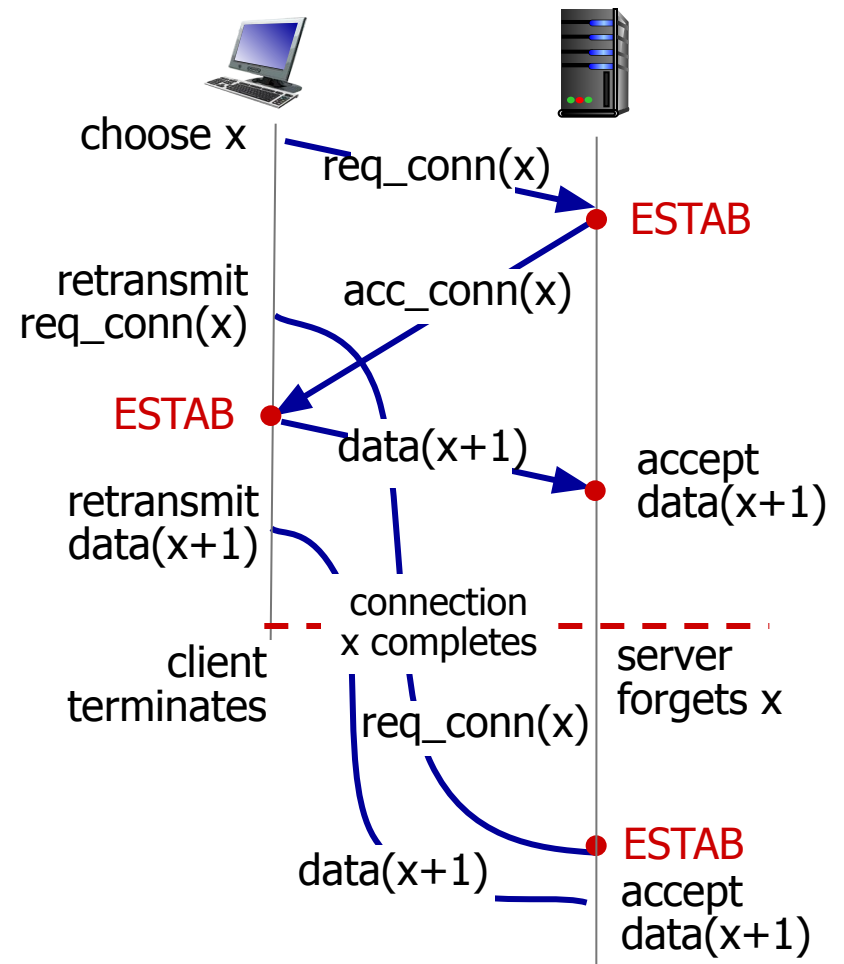 choose x
req_conn(x)
ESTAB
retransmit
req_conn(x)
acc_conn(x)
ESTAB
data(x+1)
accept
data(x+1)
retransmit
data(x+1)
connection
x completes
client
terminates
server
forgets x
req_conn(x)
ESTAB
data(x+1)
accept
data(x+1)